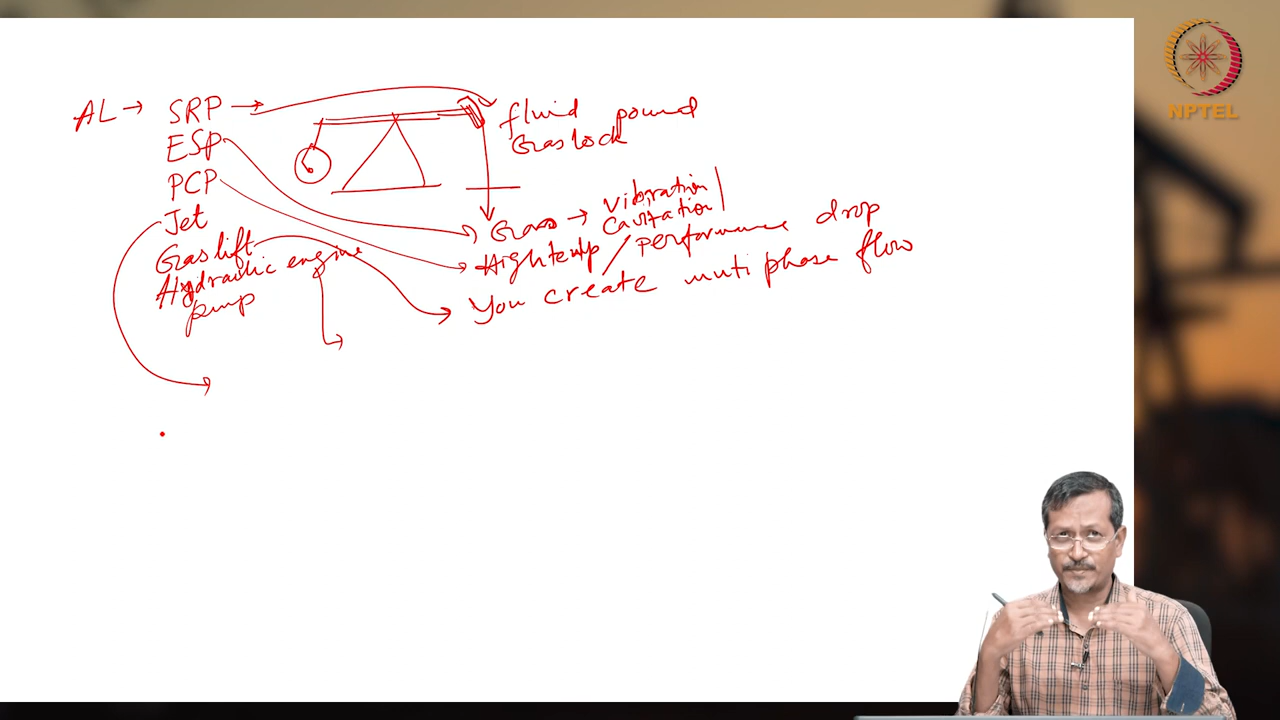 AL → SRP →
ESP
PCP
Jet
Gas lift
Hydraulic engine
pump
fluid pound
Gas lock
Gas → vibration
cavitation
High temp / performance drop
You create multi phase flow
NPTEL